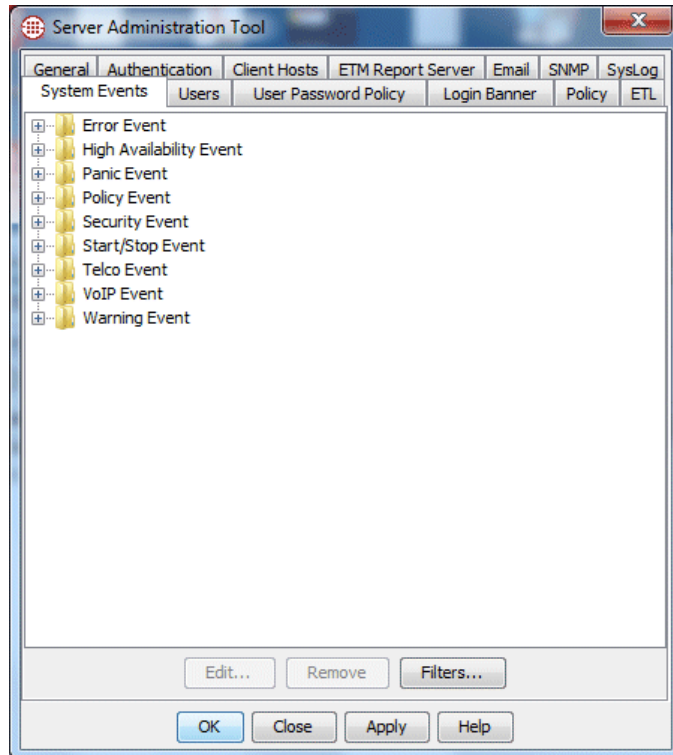 Server Administration Tool
General Authentication Client Hosts ETM Report Server Email SNMP SysLog
System Events Users User Password Policy Login Banner Policy ETL
Error Event
High Availability Event
Panic Event
Policy Event
Security Event
Start/Stop Event
Telco Event
VoIP Event
Warning Event
Edit... Remove Filters...
OK Close Apply Help